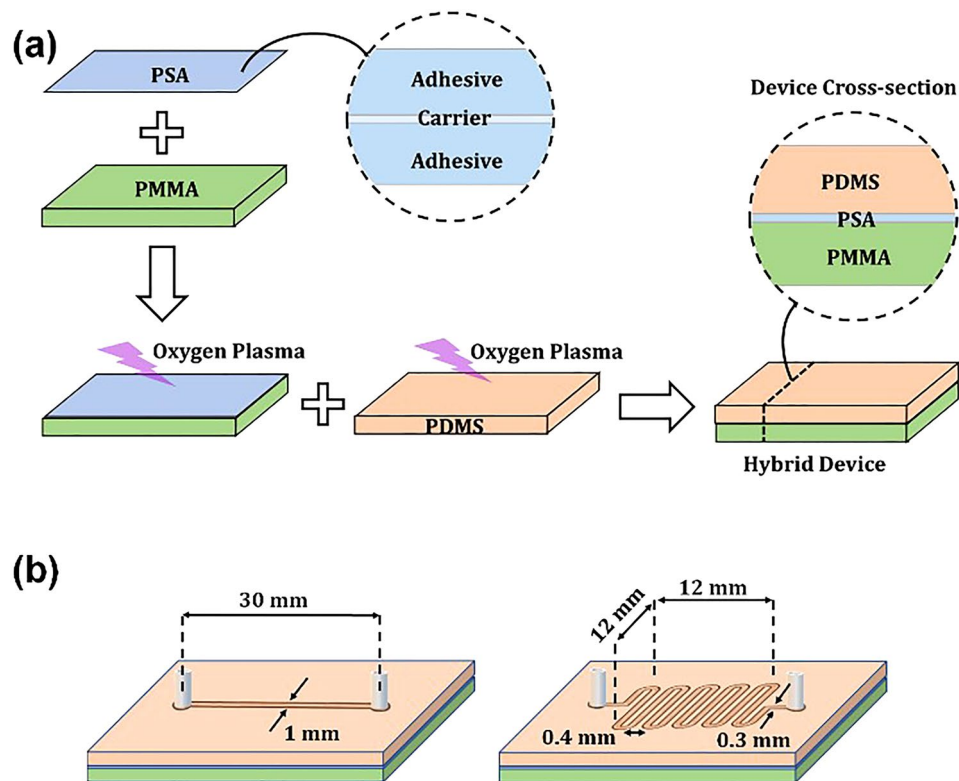 (a)
PSA
Adhesive
Carrier
Adhesive
PMMA
Device Cross-section
PDMS
PSA
PMMA
Oxygen Plasma
Oxygen Plasma
PDMS
Hybrid Device
(b)
30 mm
1 mm
12 mm
12 mm
0.4 mm
0.3 mm